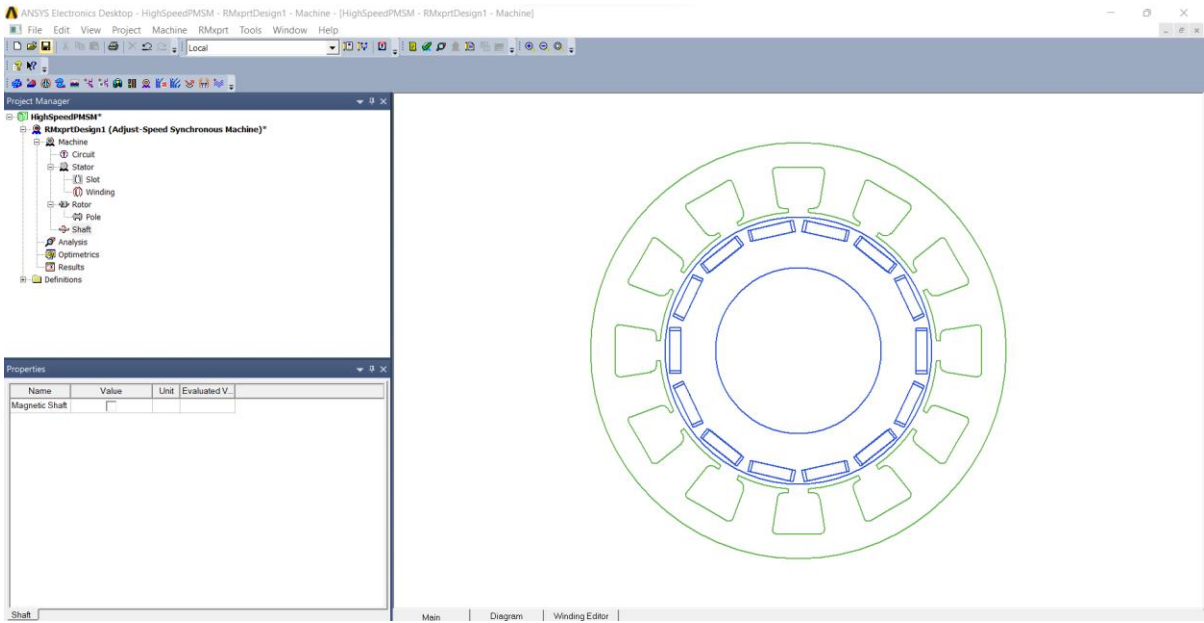 ANSYS Electronics Desktop - HighSpeedPMSM - RMxprtDesign1 - Machine - [HighSpeedPMSM - RMxprtDesign1 - Machine]
File Edit View Project Machine RMxprt Tools Window Help
Local
Project Manager
HighSpeedPMSM*
RMxprtDesign1 (Adjust-Speed Synchronous Machine)*
Machine
Circuit
Stator
Slot
Winding
Rotor
Pole
Shaft
Analysis
Optimetrics
Results
Definitions
Properties
Name Value Unit Evaluated V...
Magnetic Shaft
Shaft
Main Diagram Winding Editor